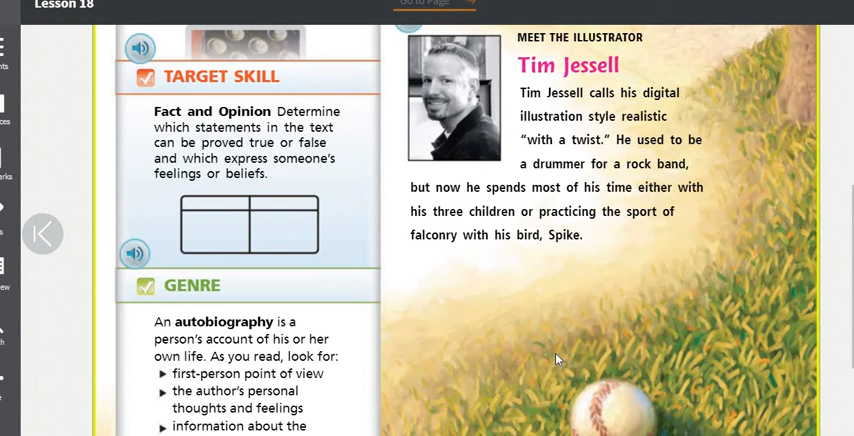 Lesson 18
Go to Page
TARGET SKILL
Fact and Opinion Determine
which statements in the text
can be proved true or false
and which express someone's
feelings or beliefs.
GENRE
An autobiography is a
person's account of his or her
own life. As you read, look for:
▶ first-person point of view
▶ the author's personal
thoughts and feelings
▶ information about the
MEET THE ILLUSTRATOR
Tim Jessell
Tim Jessell calls his digital
illustration style realistic
“with a twist.” He used to be
a drummer for a rock band,
but now he spends most of his time either with
his three children or practicing the sport of
falconry with his bird, Spike.